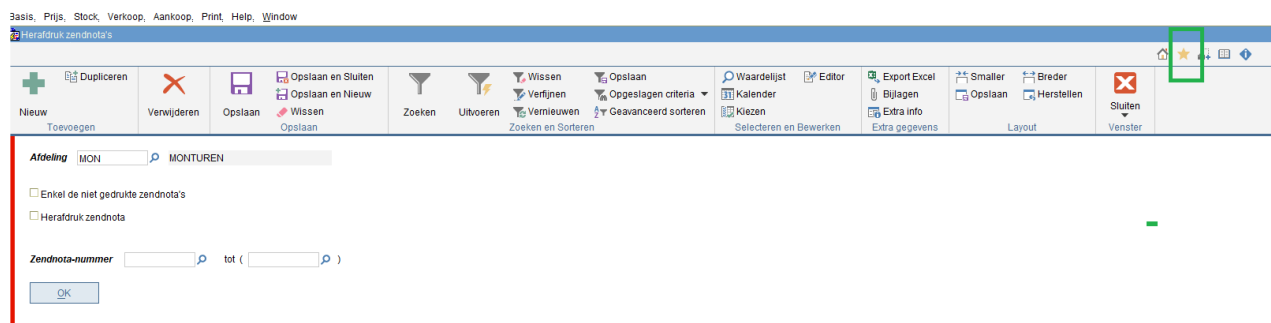 Basis, Prijs, Stock, Verkoop, Aankoop, Print, Help, Window
Herafdruk zendnota's
Nieuw
Dupliceren
Toevoegen
Verwijderen
Opslaan
Opslaan en Sluiten
Opslaan en Nieuw
Wissen
Opslaan
Zoeken
Uitvoeren
Wissen
Verfijnen
Vernieuwen
Opslaan
Opgeslagen criteria
Geavanceerd sorteren
Zoeken en Sorteren
Waardelijst
Editor
31 Kalender
Kiezen
Selecteren en Bewerken
Export Excel
Bijlagen
Extra info
Extra gegevens
Smaller
Breder
Opslaan
Herstellen
Layout
Sluiten
Venster
Afdeling MON MONTUREN
Enkel de niet gedrukte zendnota's
Herafdruk zendnota
Zendnota-nummer tot ( )
OK